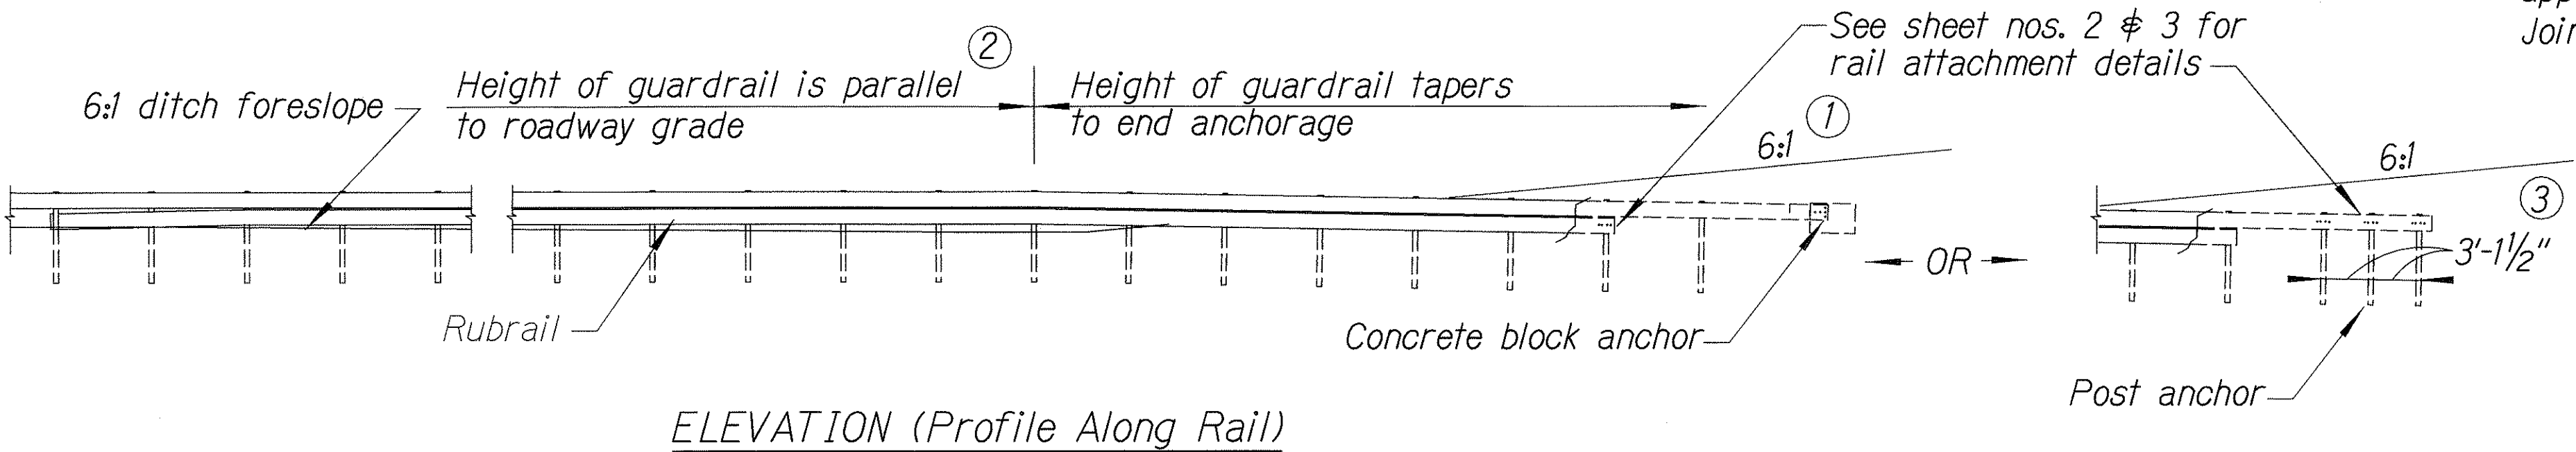 See sheet nos. 2 & 3 for
rail attachment details
Join
②
Height of guardrail is parallel
to roadway grade
Height of guardrail tapers
to end anchorage
6:1 ditch foreslope
①
6:1
6:1
③
3'-1½"
OR
Rubrail
Concrete block anchor
Post anchor
ELEVATION (Profile Along Rail)